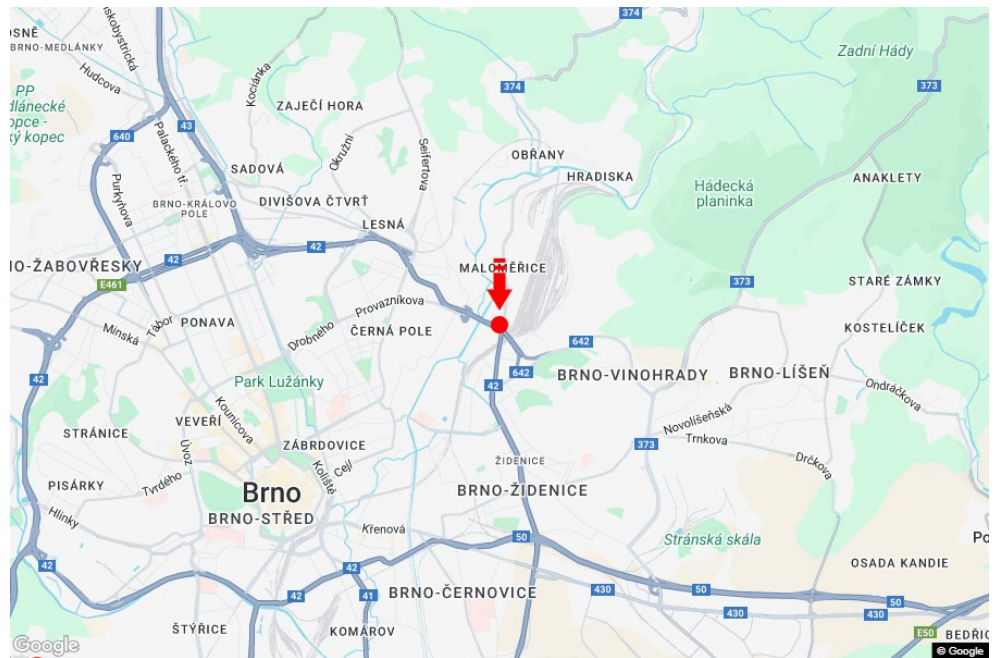 OSNĚ
BRNO-MEDLÁNKY
skobystrická
Hudcova
PP
dlánecké
opce -
ký kopec
640
Palackého tř.
43
Purkyňova
Kociánka
ZAJEČÍ HORA
Okružní
Seifertova
SADOVÁ
DIVIŠOVA ČTVRŤ
BRNO-KRÁLOVO
POLE
LESNÁ
42
42
374
374
373
Zadní Hády
OBŘANY
HRADISKA
Hádecká
planinka
ANAKLETY
NO-ŽABOVŘESKY
42
E461
MALOMĚŘICE
373
STARÉ ZÁMKY
Minská
Tábor
PONAVA
Drobného
Provazníkova
ČERNÁ POLE
642
KOSTELÍČEK
42
Park Lužánky
642
42
BRNO-VINOHRADY
BRNO-LÍŠEŇ
Ondráčkova
STRÁNICE
VEVEŘÍ
Kounicova
Úvoz
ZÁBRDOVICE
Novolíšeňská
373
Trnkova
PISÁRKY
Tvrdého
Koliště
Cejl
ŽIDENICE
Drčkova
Hlinky
Brno
BRNO-STŘED
BRNO-ŽIDENICE
Křenová
50
Stránská skála
Po
42
42
42
41
BRNO-ČERNOVICE
430
50
430
430
50
OSADA KANDIE
ŠTÝŘICE
KOMÁROV
E50
BEDŘIC
Google
© Google